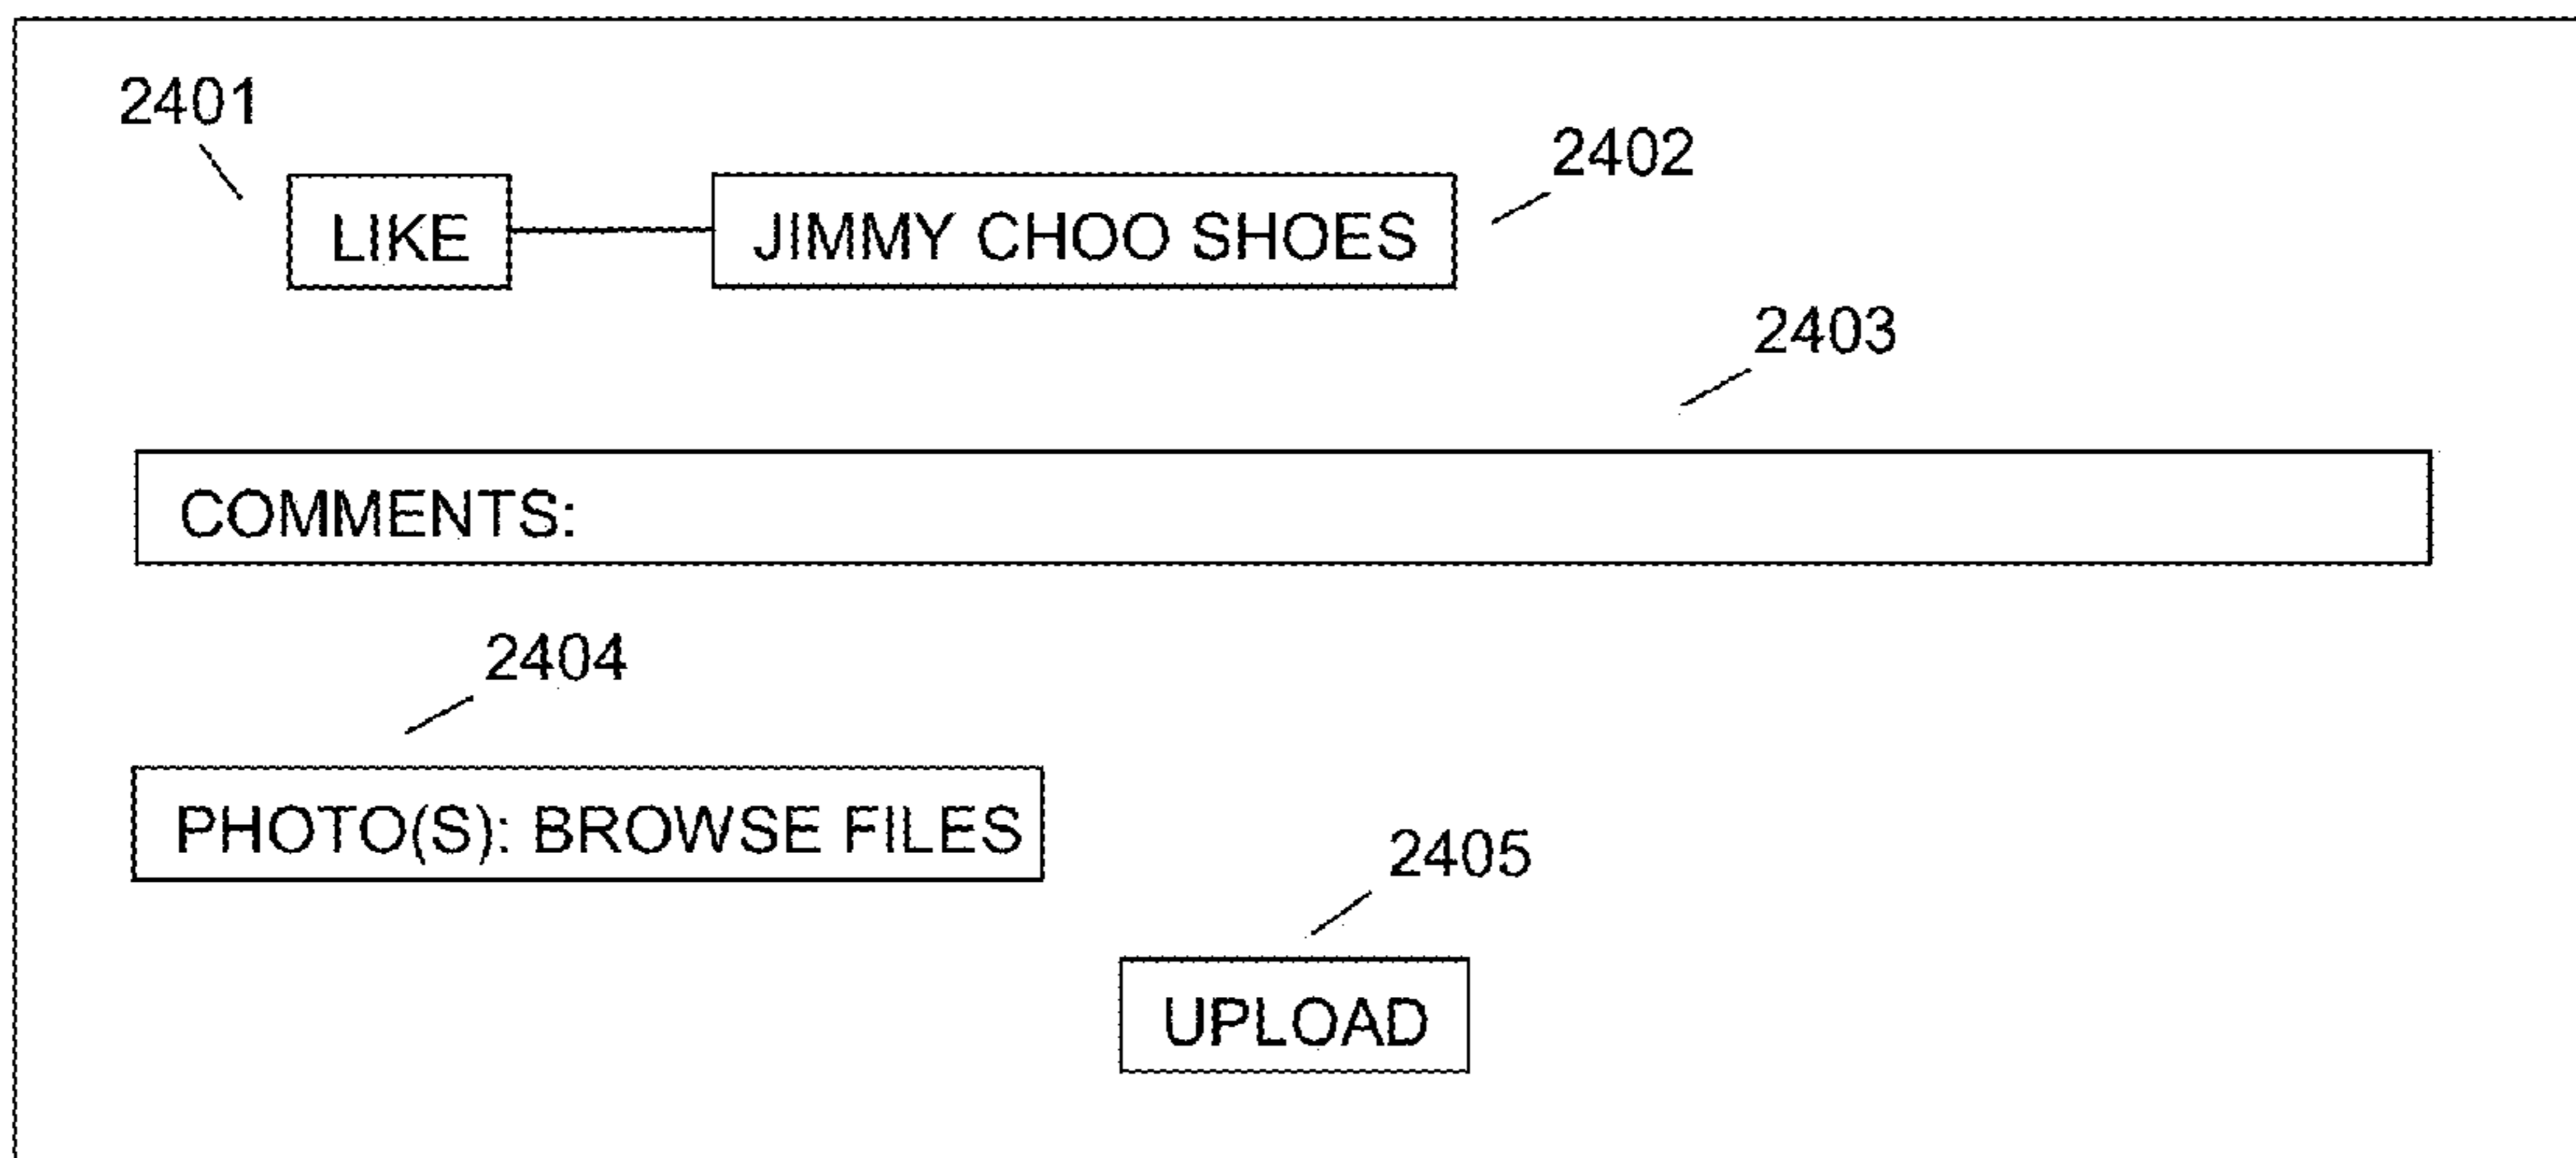 2401
2402
LIKE
JIMMY CHOO SHOES
2403
COMMENTS:
2404
PHOTO(S): BROWSE FILES
2405
UPLOAD